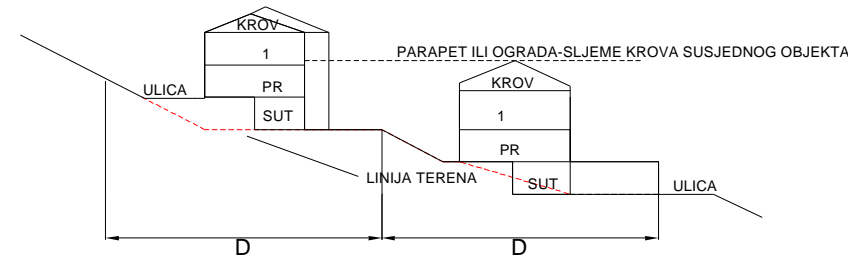 KROV
1
PARAPET ILI OGRADA-SLJEME KROVA SUSJEDNOG OBJEKTA
ULICA
PR
KROV
SUT
1
PR
LINIJA TERENA
SUT
ULICA
D
D